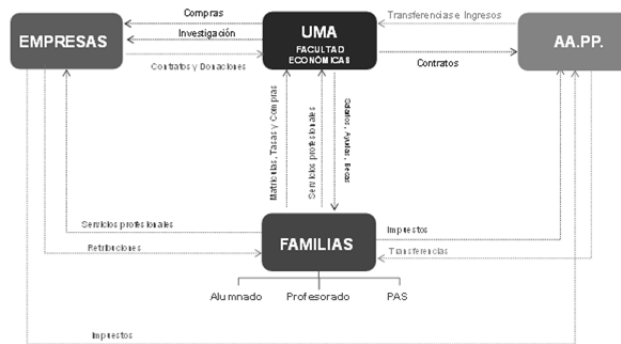 Compras
UMA
FACULTAD
ECONÓMICAS
Transferencias e Ingresos
EMPRESAS
Investigación
AA.PP.
Contratos y Donaciones
Contratos
Matrículas, Tasas y Compras
Servicios profesionales
Salarios, Ayudas, Becas
Servicios profesionales
Retribuciones
FAMILIAS
Impuestos
Transferencias
Alumnado
Profesorado
PAS
Impuestos